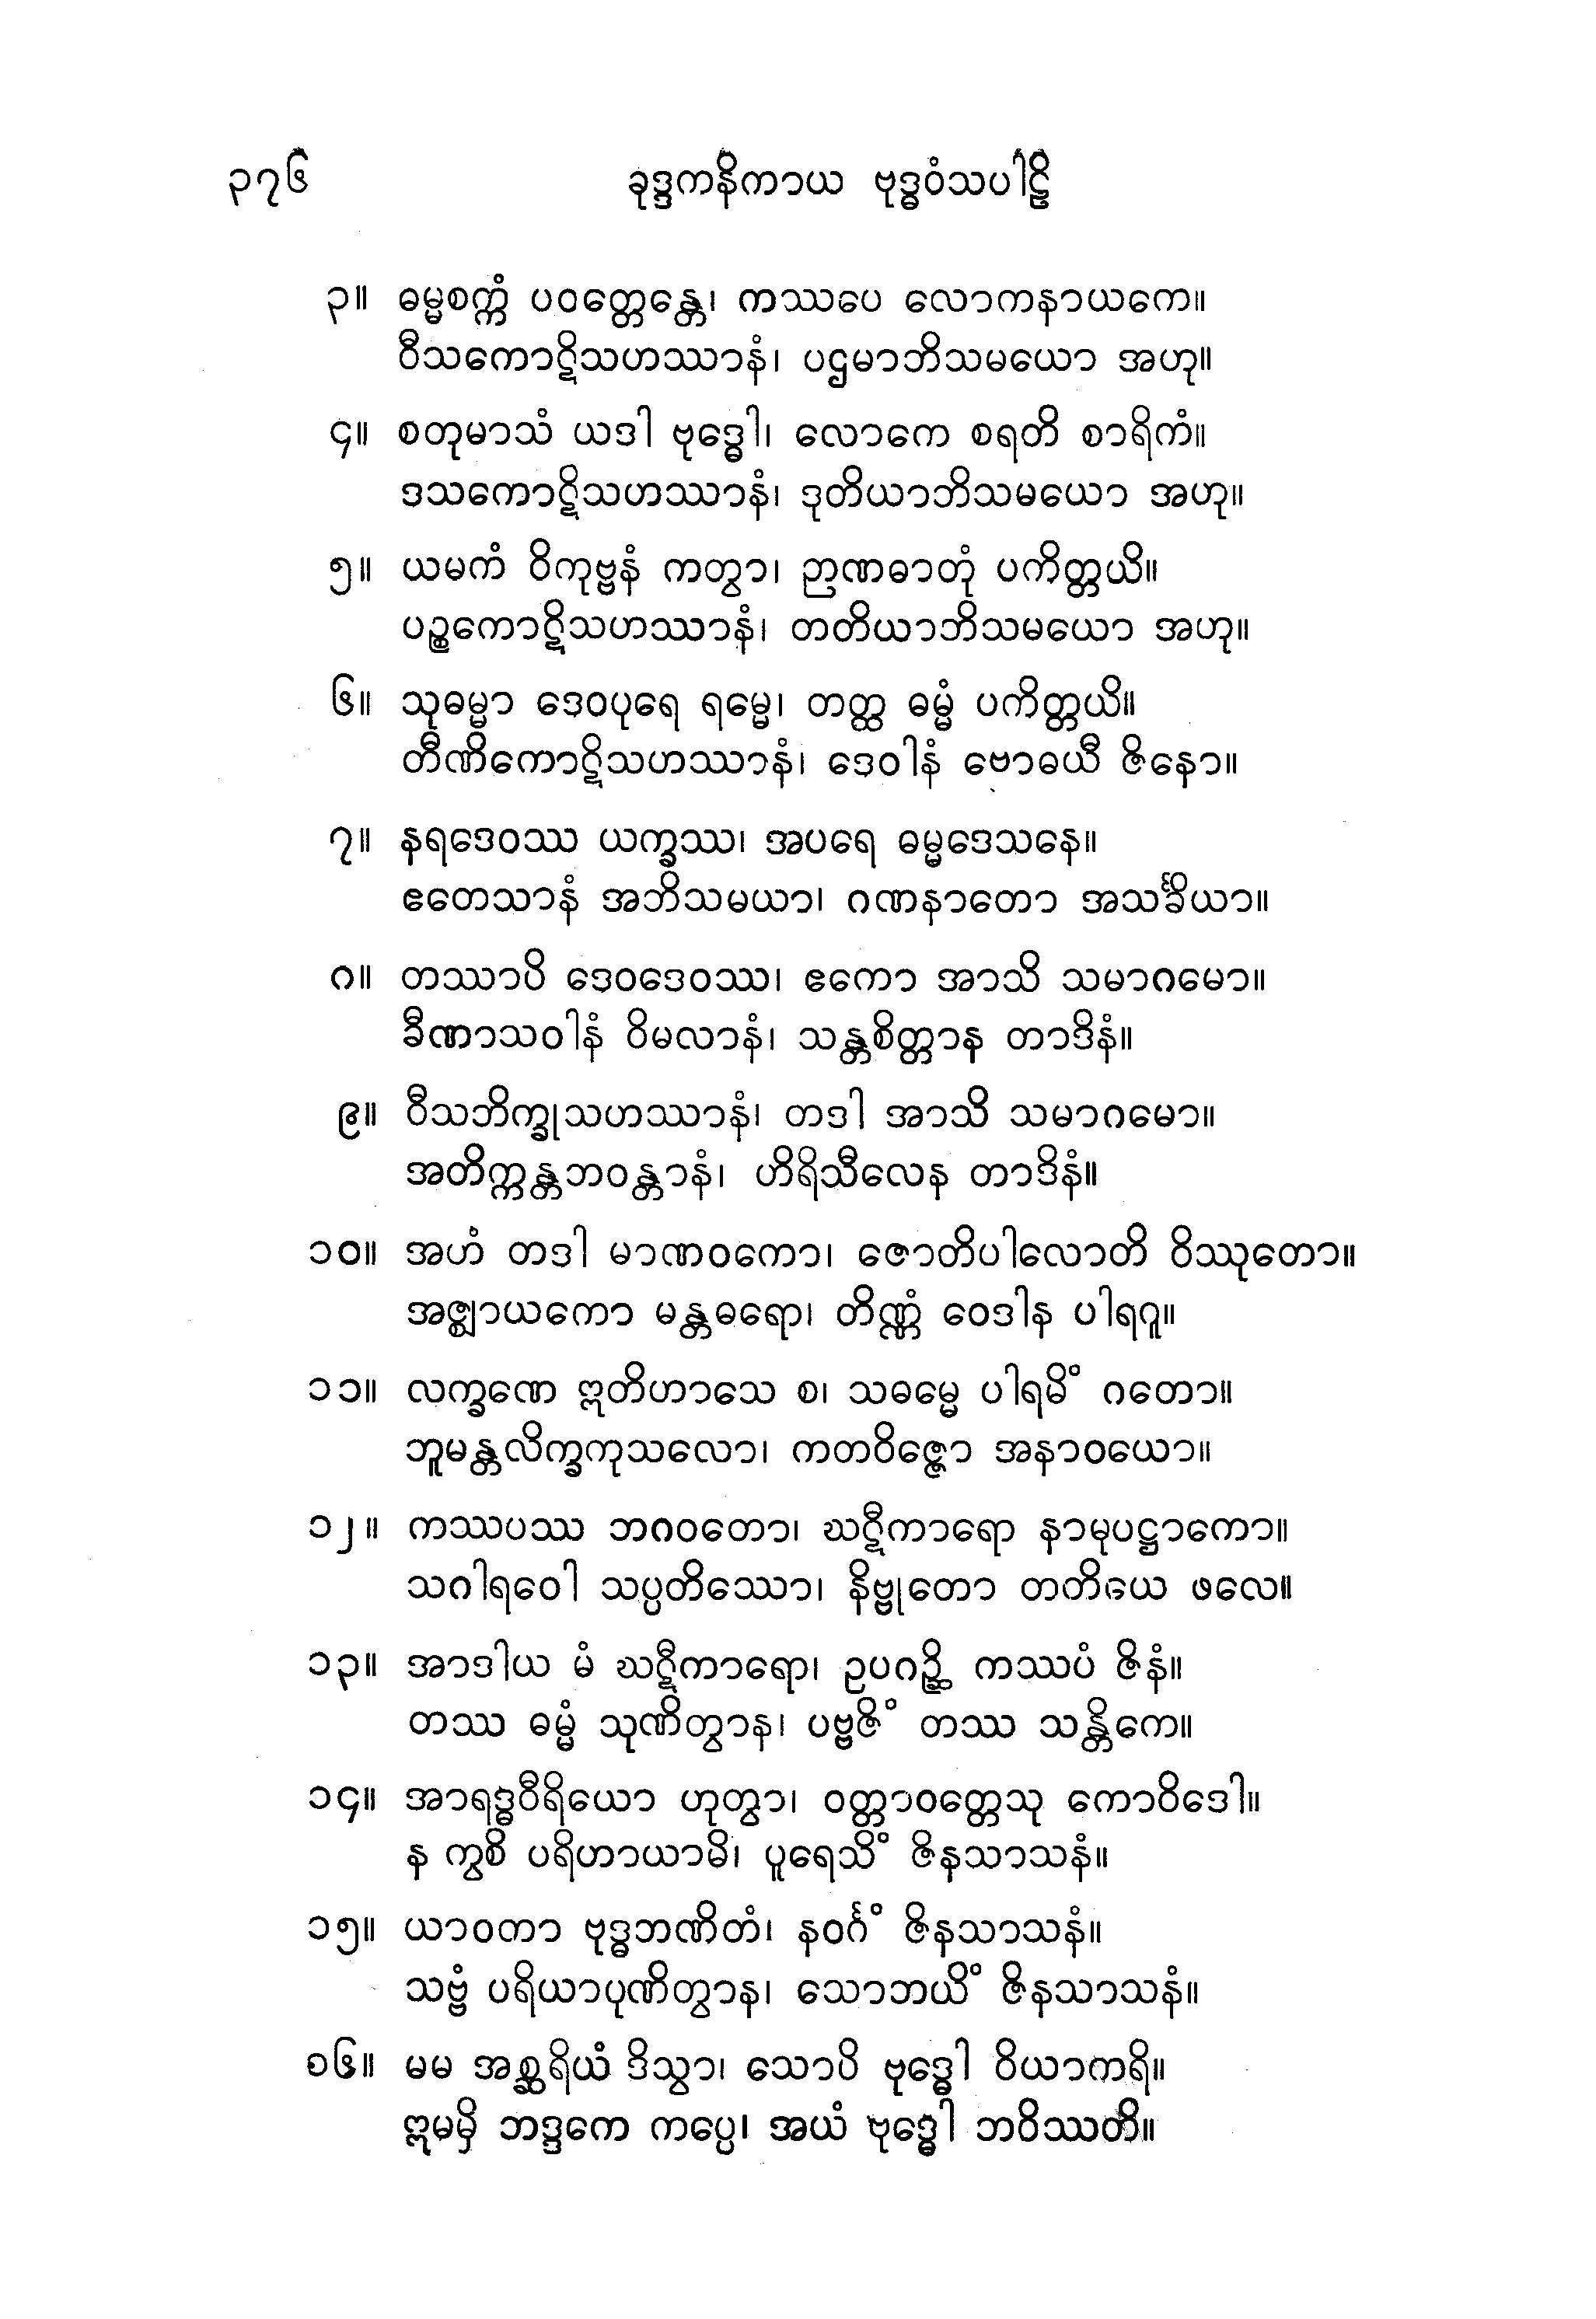 ၃၇၆ ခုဒ္ဒကနိကာယ ဗုဒ္ဓဝံသပါဠိ
၃။ ဓမ္မစက္ကံ ပဝတ္တေန္တေ၊ ကဿပေ လောကနာယကေ။
ဝီသကောဋိသဟဿာနံ၊ ပဌမာဘိသမယော အဟု။
၄။ စတုမာသံ ယဒါ ဗုဒ္ဓေါ၊ လောကေ စရတိ စာရိကံ။
ဒသကောဋိသဟဿာနံ၊ ဒုတိယာဘိသမယော အဟု။
၅။ ယမကံ ဝိကုဗ္ဗနံ ကတွာ၊ ဉာဏဓာတုံ ပကိတ္တယိ။
ပဉ္စကောဋိသဟဿာနံ၊ တတိယာဘိသမယော အဟု။
၆။ သုဓမ္မာ ဒေဝပုရေ ရမ္မေ၊ တတ္ထ ဓမ္မံ ပကိတ္တယိ။
တီဏိကောဋိသဟဿာနံ၊ ဒေဝါနံ ဗောဓယီ ဇိနော။
၇။ နရဒေဝဿ ယက္ခဿ၊ အပရေ ဓမ္မဒေသနေ။
ဧတေသာနံ အဘိသမယာ၊ ဂဏနာတော အသင်္ခိယာ။
၈။ တဿာပိ ဒေဝဒေဝဿ၊ ဧကော အာသိ သမာဂမော။
ခီဏာသဝါနံ ဝိမလာနံ၊ သန္တစိတ္တာန တာဒိနံ။
၉။ ဝီသဘိက္ခုသဟဿာနံ၊ တဒါ အာသိ သမာဂမော။
အတိက္ကန္တဘဝန္တာနံ၊ ဟိရိသီလေန တာဒိနံ။
၁၀။ အဟံ တဒါ မာဏဝကော၊ ဇောတိပါလောတိ ဝိဿုတော။
အဇ္ဈာယကော မန္တဓရော၊ တိဏ္ဏံ ဝေဒါန ပါရဂူ။
၁၁။ လက္ခဏေ ဣတိဟာသေ စ၊ သဓမ္မေ ပါရမိံ ဂတော။
ဘူမန္တလိက္ခကုသလော၊ ကတဝိဇ္ဇော အနာဝယော။
၁၂။ ကဿပဿ ဘဂဝတော၊ ဃဋီကာရော နာမုပဋ္ဌာကော။
သဂါရဝေါ သပ္ပတိဿော၊ နိဗ္ဗုတော တတိယေ ဖလေ။
၁၃။ အာဒါယ မံ ဃဋီကာရော၊ ဥပဂဉ္ဆိ ကဿပံ ဇိနံ။
တဿ ဓမ္မံ သုဏိတွာန၊ ပဗ္ဗဇိံ တဿ သန္တိကေ။
၁၄။ အာရဒ္ဓဝီရိယော ဟုတွာ၊ ဝတ္တာဝတ္တေသု ကောဝိဒေါ။
န ကွစိ ပရိဟာယာမိ၊ ပူရေသိံ ဇိနသာသနံ။
၁၅။ ယာဝတာ ဗုဒ္ဓဘဏိတံ၊ နဝင်္ဂံ ဇိနသာသနံ။
သဗ္ဗံ ပရိယာပုဏိတွာန၊ သောဘယိံ ဇိနသာသနံ။
၁၆။ မမ အစ္ဆရိယံ ဒိသွာ၊ သောပိ ဗုဒ္ဓေါ ဝိယာကရိ။
ဣမမှိ ဘဒ္ဒကေ ကပ္ပေ၊ အယံ ဗုဒ္ဓေါ ဘဝိဿတိ။